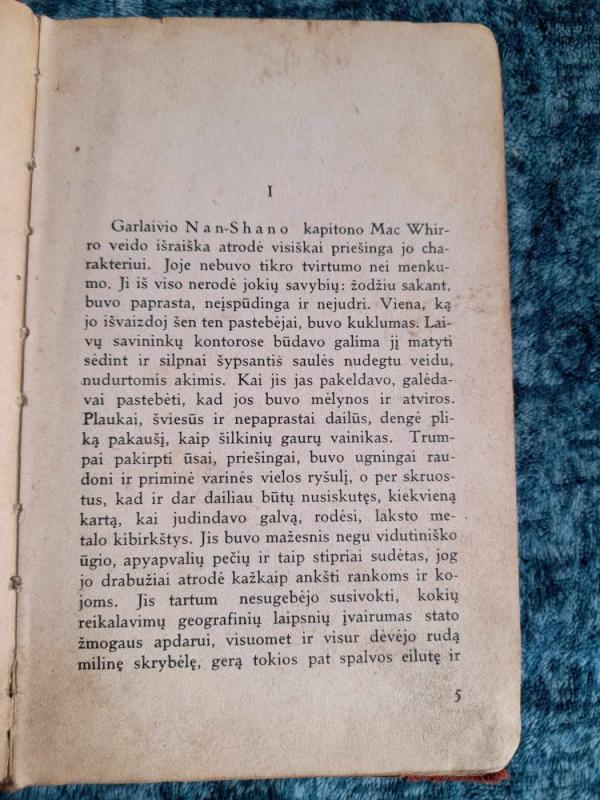 I
Garlaivio Nan-Shano kapitono Mac Whir-
ro veido išraiška atrodė visiškai priešinga jo cha-
rakteriui. Joje nebuvo tikro tvirtumo nei menku-
mo. Ji iš viso nerodė jokių savybių: žodžiu sakant,
buvo paprasta, neįspūdinga ir nejudri. Viena, ką
jo išvaizdoj šen ten pastebėjai, buvo kuklumas. Lai-
vų savininkų kontorose būdavo galima jį matyti
sėdint ir silpnai šypsantis saulės nudegtu veidu,
nudurtomis akimis. Kai jis jas pakeldavo, galėda-
vai pastebėti, kad jos buvo mėlynos ir atviros.
Plaukai, šviesūs ir nepaprastai dailūs, dengė pli-
ką pakaušį, kaip šilkinių gaurų vainikas. Trum-
pai pakirpti ūsai, priešingai, buvo ugningai rau-
doni ir priminė varinės vielos ryšulį, o per skruos-
tus, kad ir dar dailiau būtų nusiskutęs, kiekvieną
kartą, kai judindavo galvą, rodėsi, laksto me-
talo kibirkštys. Jis buvo mažesnis negu vidutiniško
ūgio, apyapvalių pečių ir taip stipriai sudėtas, jog
jo drabužiai atrodė kažkaip ankšti rankoms ir ko-
joms. Jis tartum nesugebėjo susivokti, kokių
reikalavimų geografinių laipsnių įvairumas stato
žmogaus apdarui, visuomet ir visur dėvėjo rudą
milinę skrybėlę, gerą tokios pat spalvos eilutę ir
5